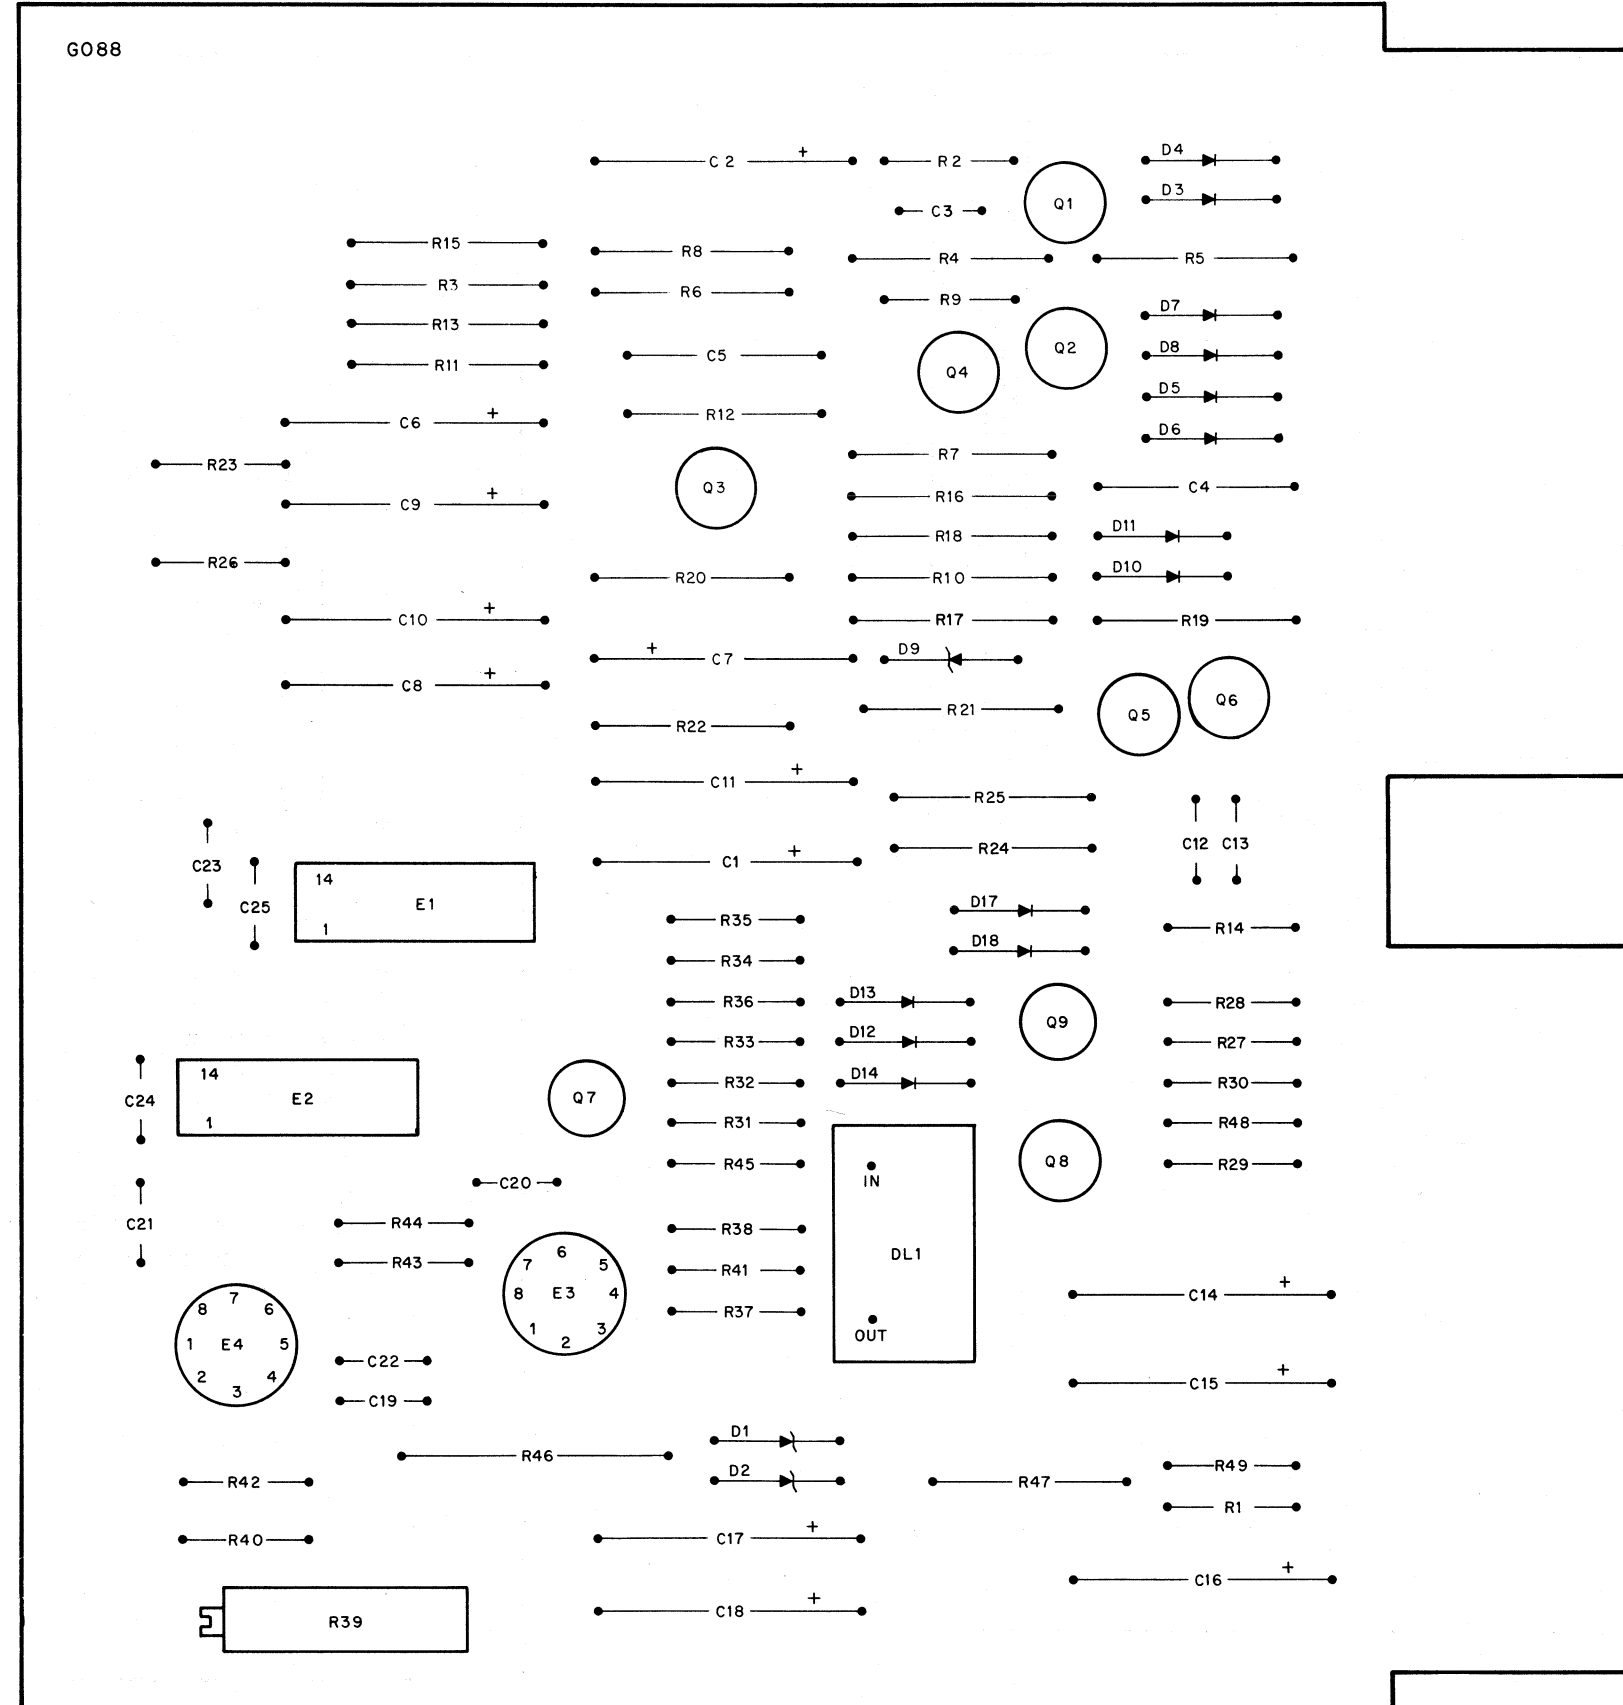 G088
C2 + R2 D4
D3
C3 Q1
R15 R8 R4 R5
R3 R6 R9 D7
R13 Q2 D8
R11 C5 Q4 D5
C6 + R12 D6
R23 R7
C9 + Q3 R16 C4
R18 D11
R26 R20 R10 D10
C10 + R17 R19
+ C7 D9
C8 + R21 Q5 Q6
R22
C11 + R25
C23 C1 + R24 C12 C13
14
C25 E1 R35 D17 R14
1
R34 D18
R36 D13 Q9 R28
R33 D12 R27
14
C24 E2 Q7 R32 D14 R30
1
R31 R48
R45 IN Q8 R29
C20
C21 R44 R38
R43 R41 DL1
7 6 5
8 E3 4 C14 +
1 2 3
R37
OUT
8 7 6
1 E4 5
2 3 4
C22
C19 C15 +
D1
R46
R42 D2 R47 R49
R1
R40 C17 +
C16 +
R39 C18 +